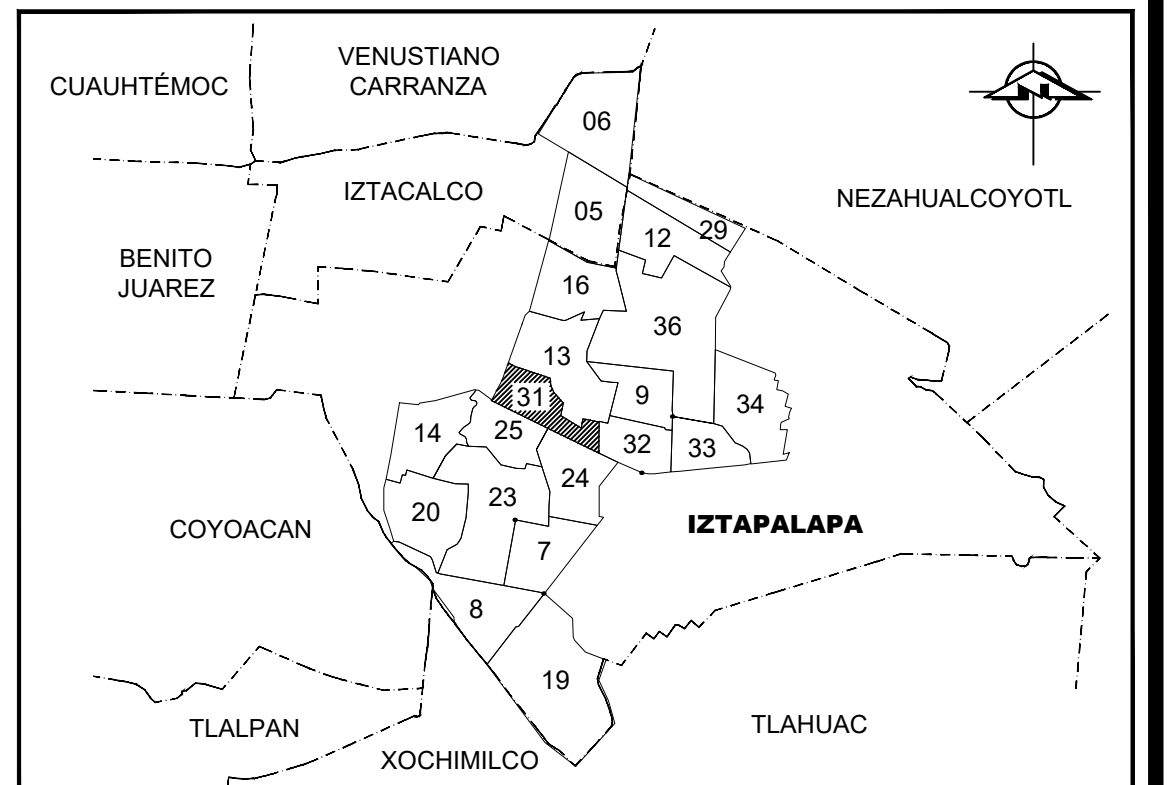 VENUSTIANO
CARRANZA
CUAUHTÉMOC
06
IZTACALCO
NEZAHUALCOYOTL
05
29
12
BENITO
JUAREZ
16
36
13
31
9
34
14
25
32
33
24
23
20
COYOACAN
IZTAPALAPA
7
8
19
TLALPAN
TLAHUAC
XOCHIMILCO